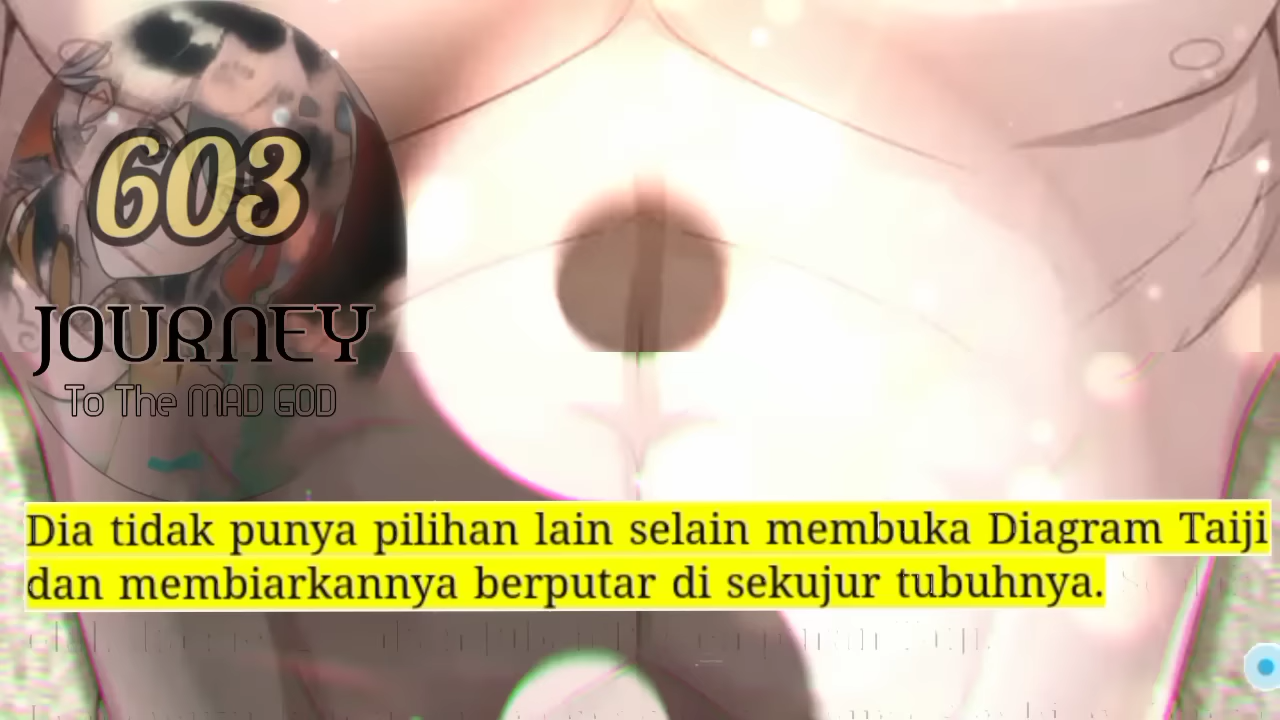 603
JOURNEY
To The MAD GOD
Dia tidak punya pilihan lain selain membuka Diagram Taiji
dan membiarkannya berputar di sekujur tubuhnya.